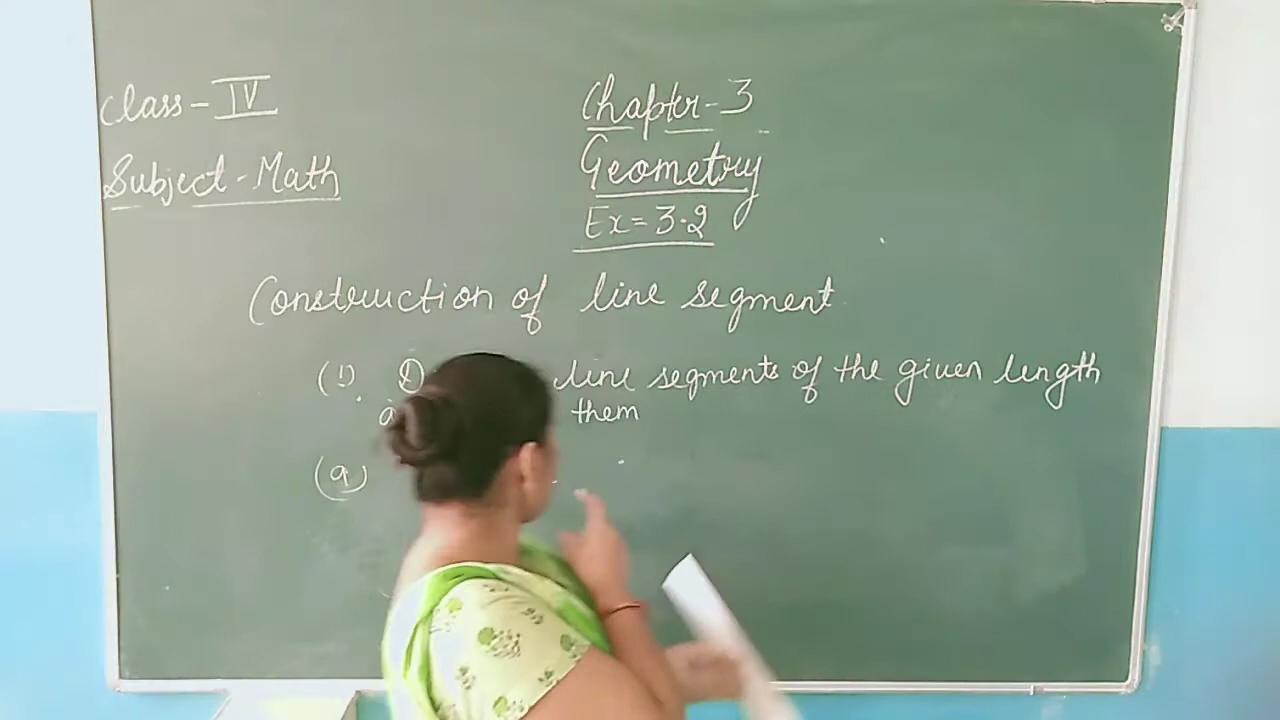 Class - IV
Subject - Math
Chapter - 3
Geometry
Ex = 3.2
Construction of line segment
(1) line segments of the given length
them
(a)